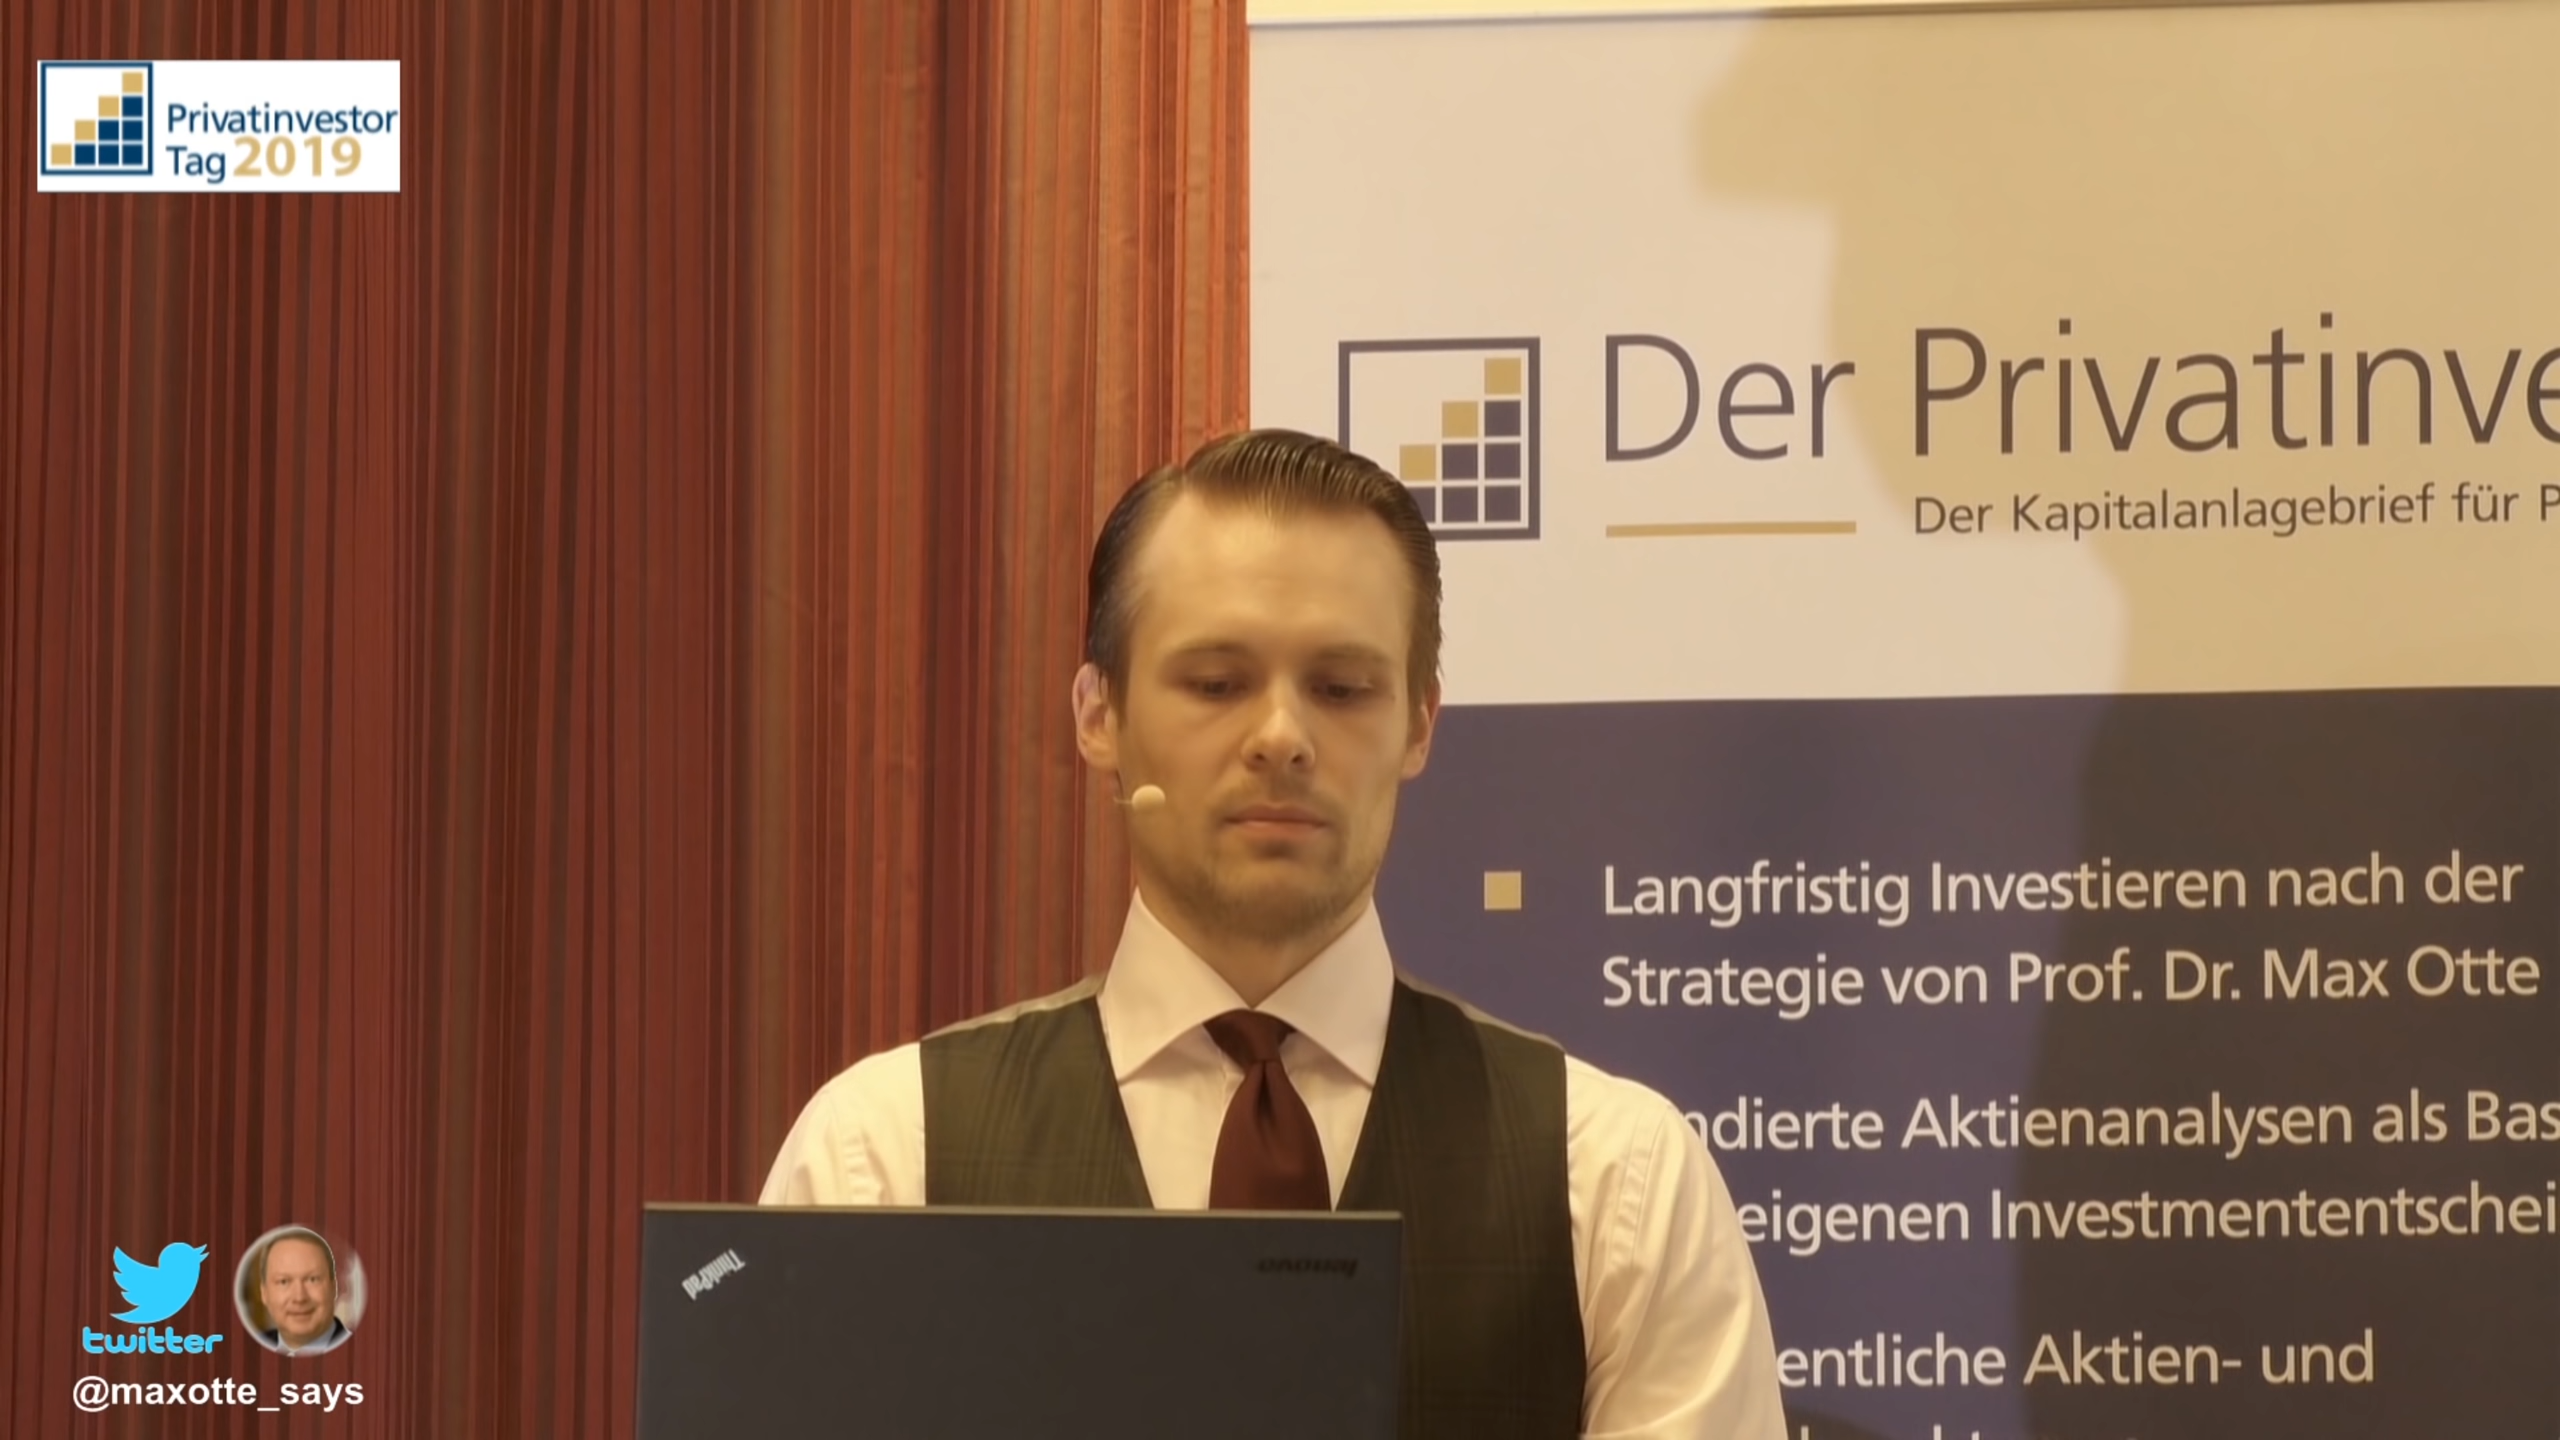 Privatinvestor
Tag 2019
Der Privatinve
Der Kapitalanlagebrief für P
Langfristig Investieren nach der
Strategie von Prof. Dr. Max Otte
ndierte Aktienanalysen als Bas
eigenen Investmententschei
entliche Aktien- und
ThinkPad
lenovo
twitter
@maxotte_says